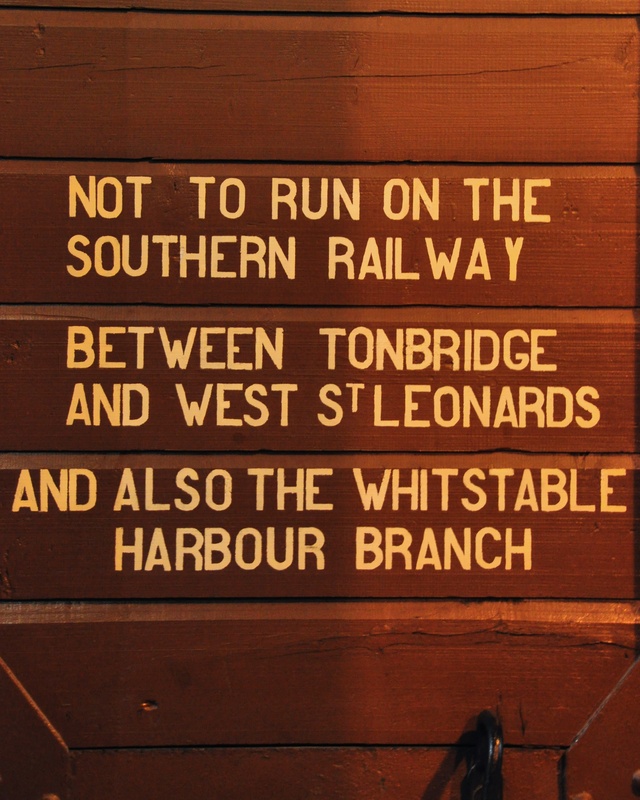 NOT TO RUN ON THE
SOUTHERN RAILWAY
BETWEEN TONBRIDGE
AND WEST ST LEONARDS
AND ALSO THE WHITSTABLE
HARBOUR BRANCH